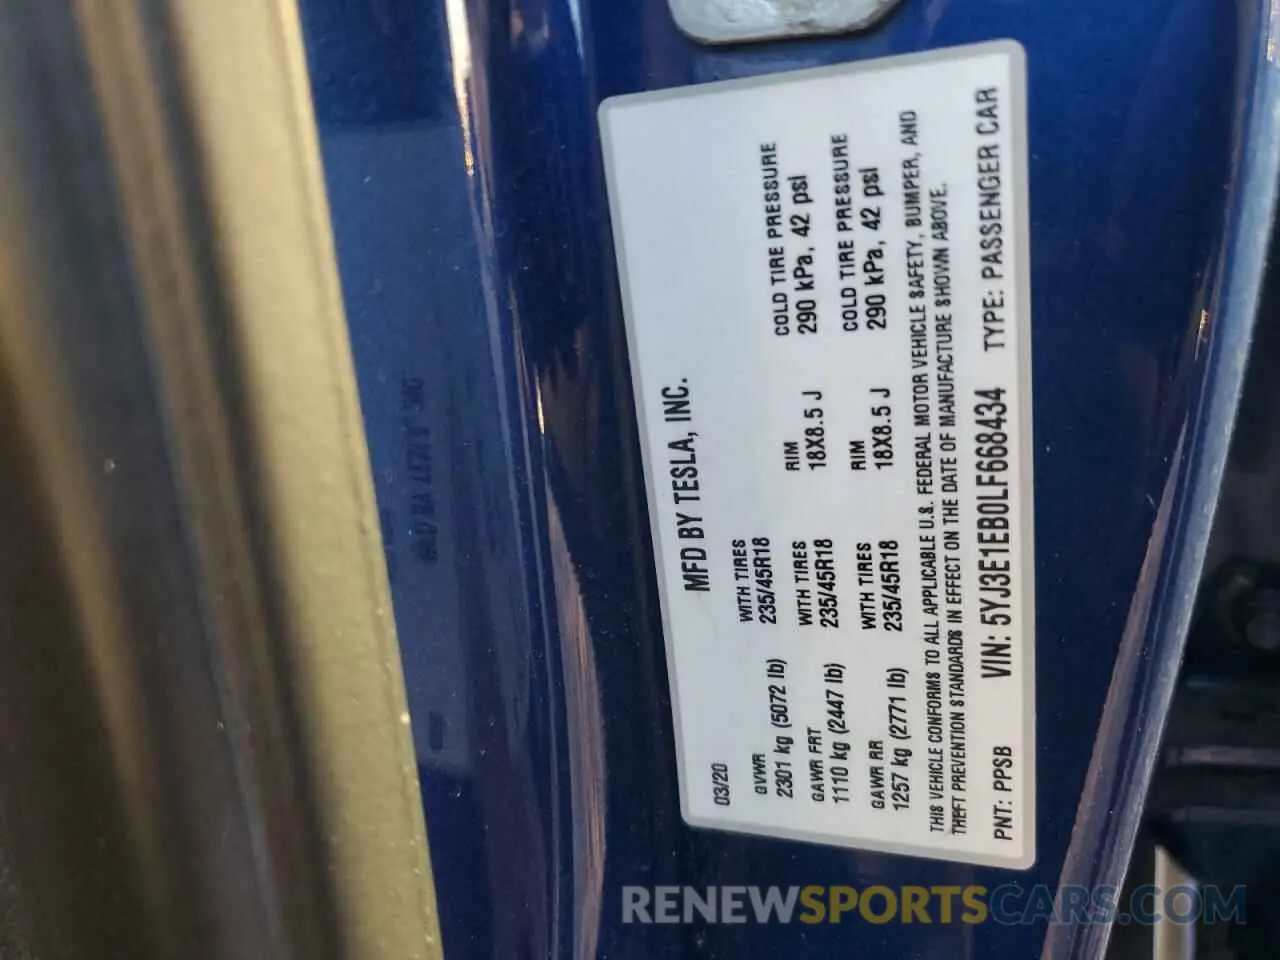 MFD BY TESLA, INC.
03/20
GVWR WITH TIRES
2301 kg (5072 lb) 235/45R18
GAWR FRT WITH TIRES RIM COLD TIRE PRESSURE
1110 kg (2447 lb) 235/45R18 18X8.5 J 290 kPa, 42 psi
GAWR RR WITH TIRES RIM COLD TIRE PRESSURE
1257 kg (2771 lb) 235/45R18 18X8.5 J 290 kPa, 42 psi
THIS VEHICLE CONFORMS TO ALL APPLICABLE U.S. FEDERAL MOTOR VEHICLE SAFETY, BUMPER, AND
THEFT PREVENTION STANDARDS IN EFFECT ON THE DATE OF MANUFACTURE SHOWN ABOVE.
PNT: PPSB VIN: 5YJ3E1EB0LF668434 TYPE: PASSENGER CAR
RENEWSPORTSCARS.COM